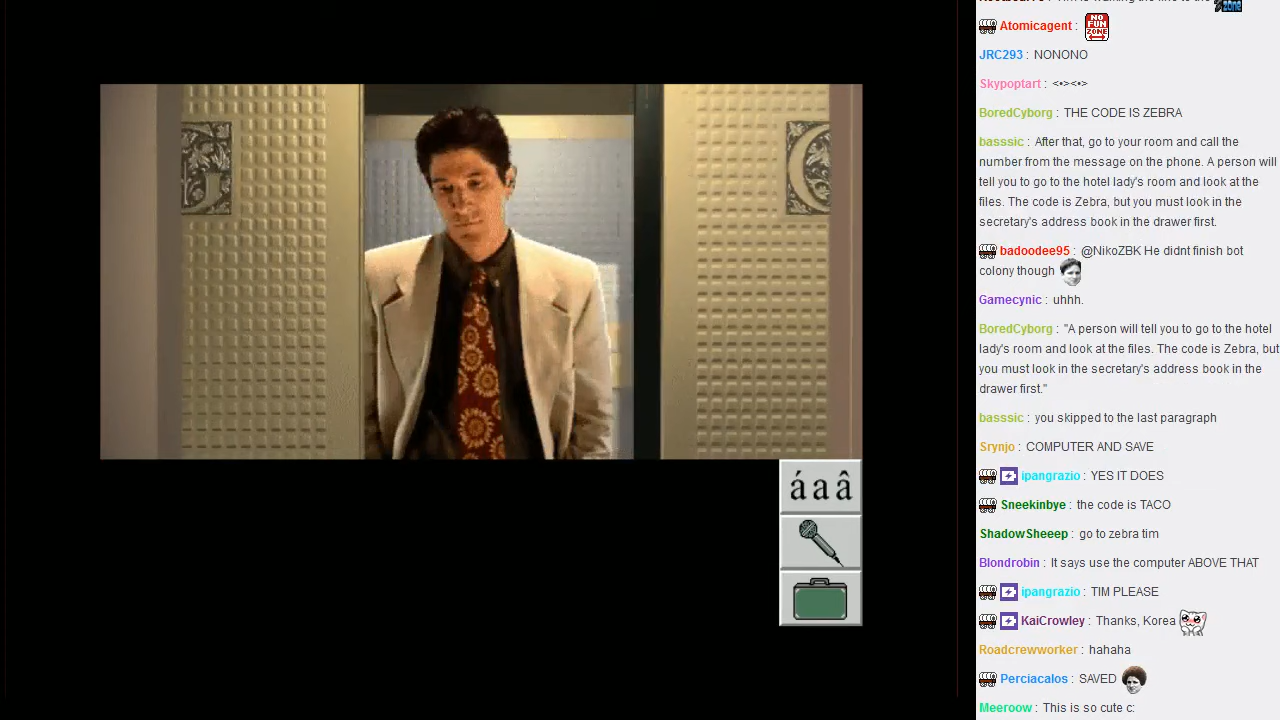 J
C
á a â
zone
Atomicagent : NO FUN ZONE
JRC293 : NONONO
Skypoptart : <•><•>
BoredCyborg : THE CODE IS ZEBRA
basssic : After that, go to your room and call the
number from the message on the phone. A person will
tell you to go to the hotel lady's room and look at the
files. The code is Zebra, but you must look in the
secretary's address book in the drawer first.
badoodee95 : @NikoZBK He didnt finish bot
colony though
Gamecynic : uhhh.
BoredCyborg : "A person will tell you to go to the hotel
lady's room and look at the files. The code is Zabra, but
you must look in the secretary's address book in the
drawer first."
basssic : you skipped to the last paragraph
Srynjo : COMPUTER AND SAVE
ipangrazio : YES IT DOES
Sneekinbye : the code is TACO
ShadowSheeep : go to zebra tim
Blondrobin : It says use the computer ABOVE THAT
ipangrazio : TIM PLEASE
KaiCrowley : Thanks, Korea
Roadcrewworker : hahaha
Perciacalos : SAVED
Meeroow : This is so cute c: